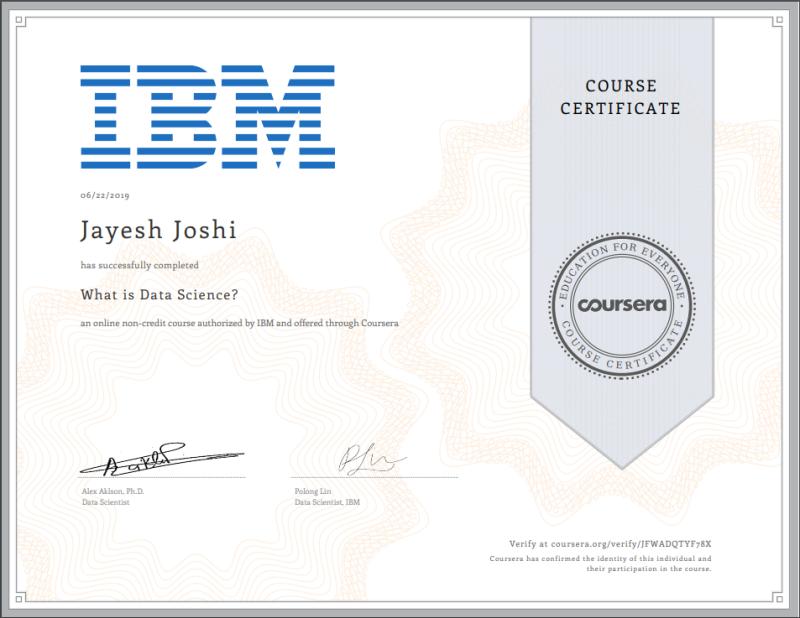 IBM
06/22/2019
Jayesh Joshi
has successfully completed
What is Data Science?
an online non-credit course authorized by IBM and offered through Coursera
Alex Aklson, Ph.D.
Data Scientist
Polong Lin
Data Scientist, IBM
COURSE
CERTIFICATE
EDUCATION FOR EVERYONE
coursera
COURSE CERTIFICATE
Verify at coursera.org/verify/JFWADQTYF78X
Coursera has confirmed the identity of this individual and
their participation in the course.